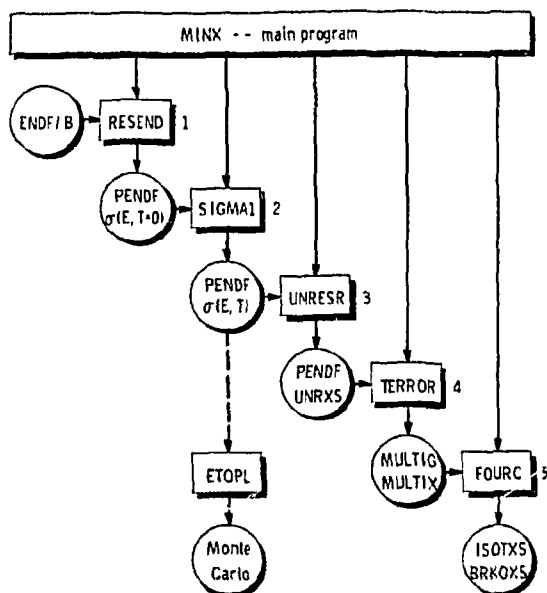 MINX -- main program
ENDF/B
RESEND 1
PENDF
σ(E, T=0)
SIGMA1 2
PENDF
σ(E, T)
UNRESR 3
PENDF
UNRXS
TERROR 4
MULTIG
MULTIX
ETOPL
FOURC 5
Monte
Carlo
ISOTXS
BRKOXS